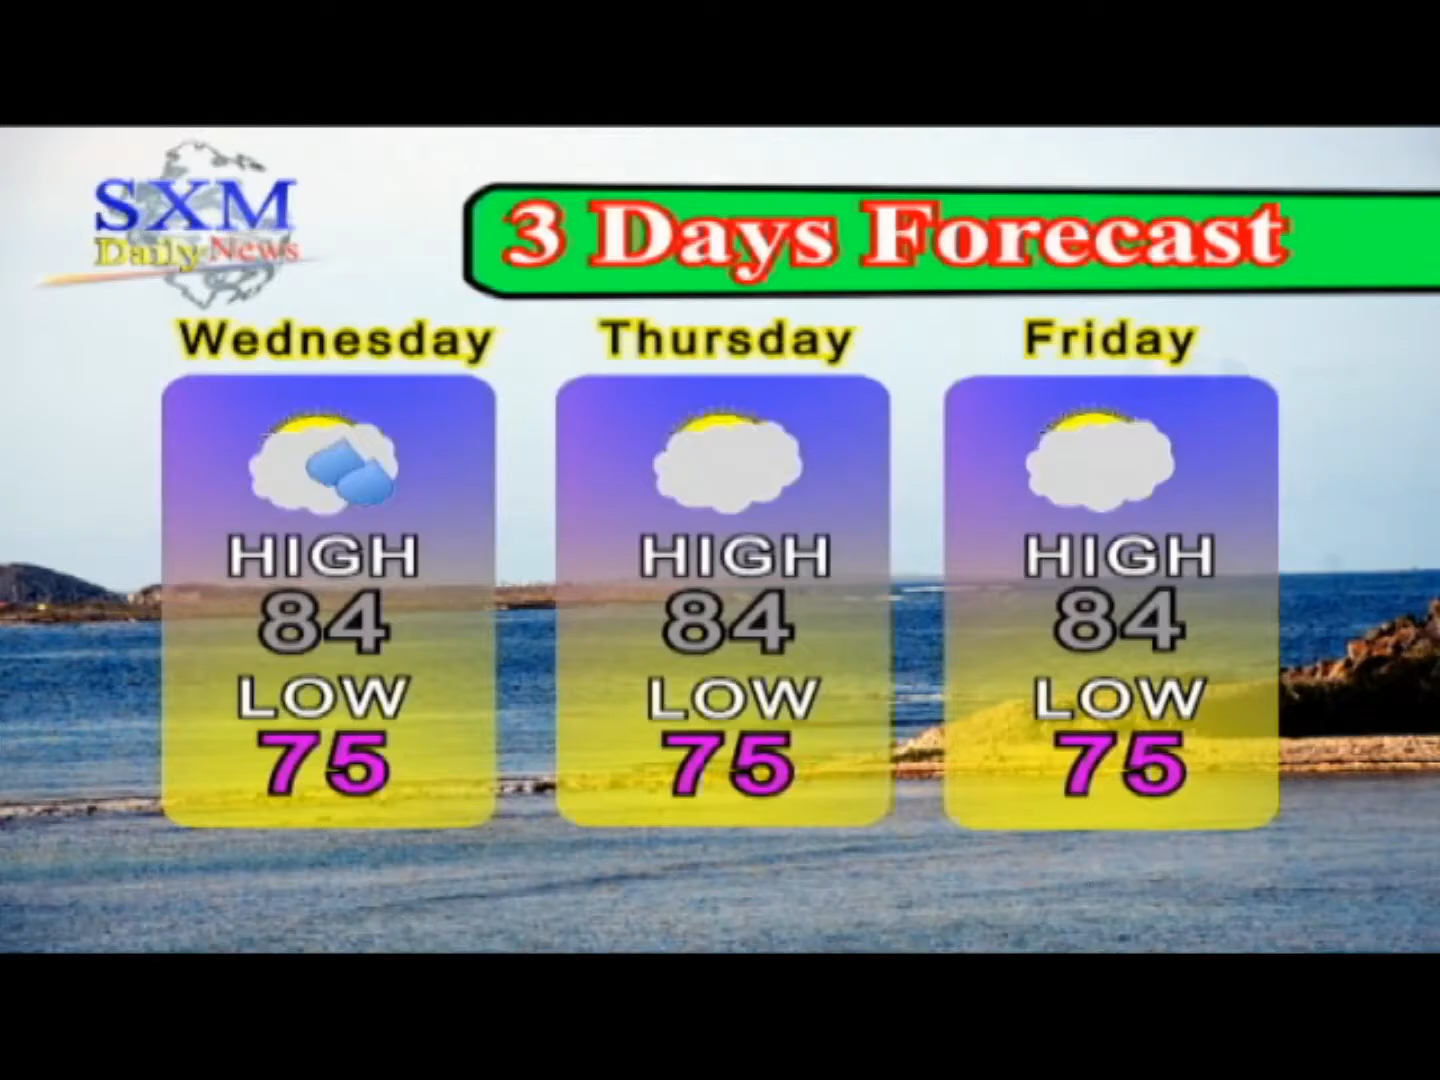 SXM
Daily News
3 Days Forecast
Wednesday
Thursday
Friday
HIGH
84
LOW
75
HIGH
84
LOW
75
HIGH
84
LOW
75